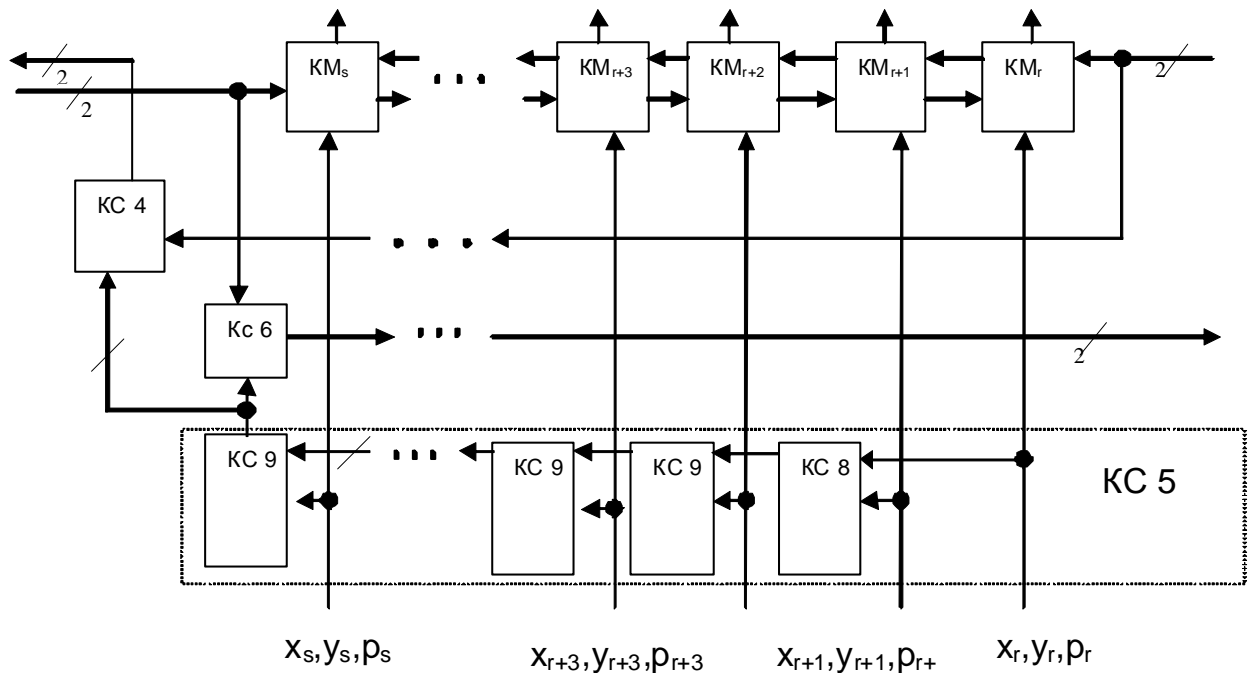 2
2
КМs
КМr+3
КМr+2
КМr+1
КМr
2
КС 4
Кс 6
2
КС 9
КС 9
КС 9
КС 8
КС 5
xs,ys,ps
xr+3,yr+3,pr+3
xr+1,yr+1,pr+
xr,yr,pr